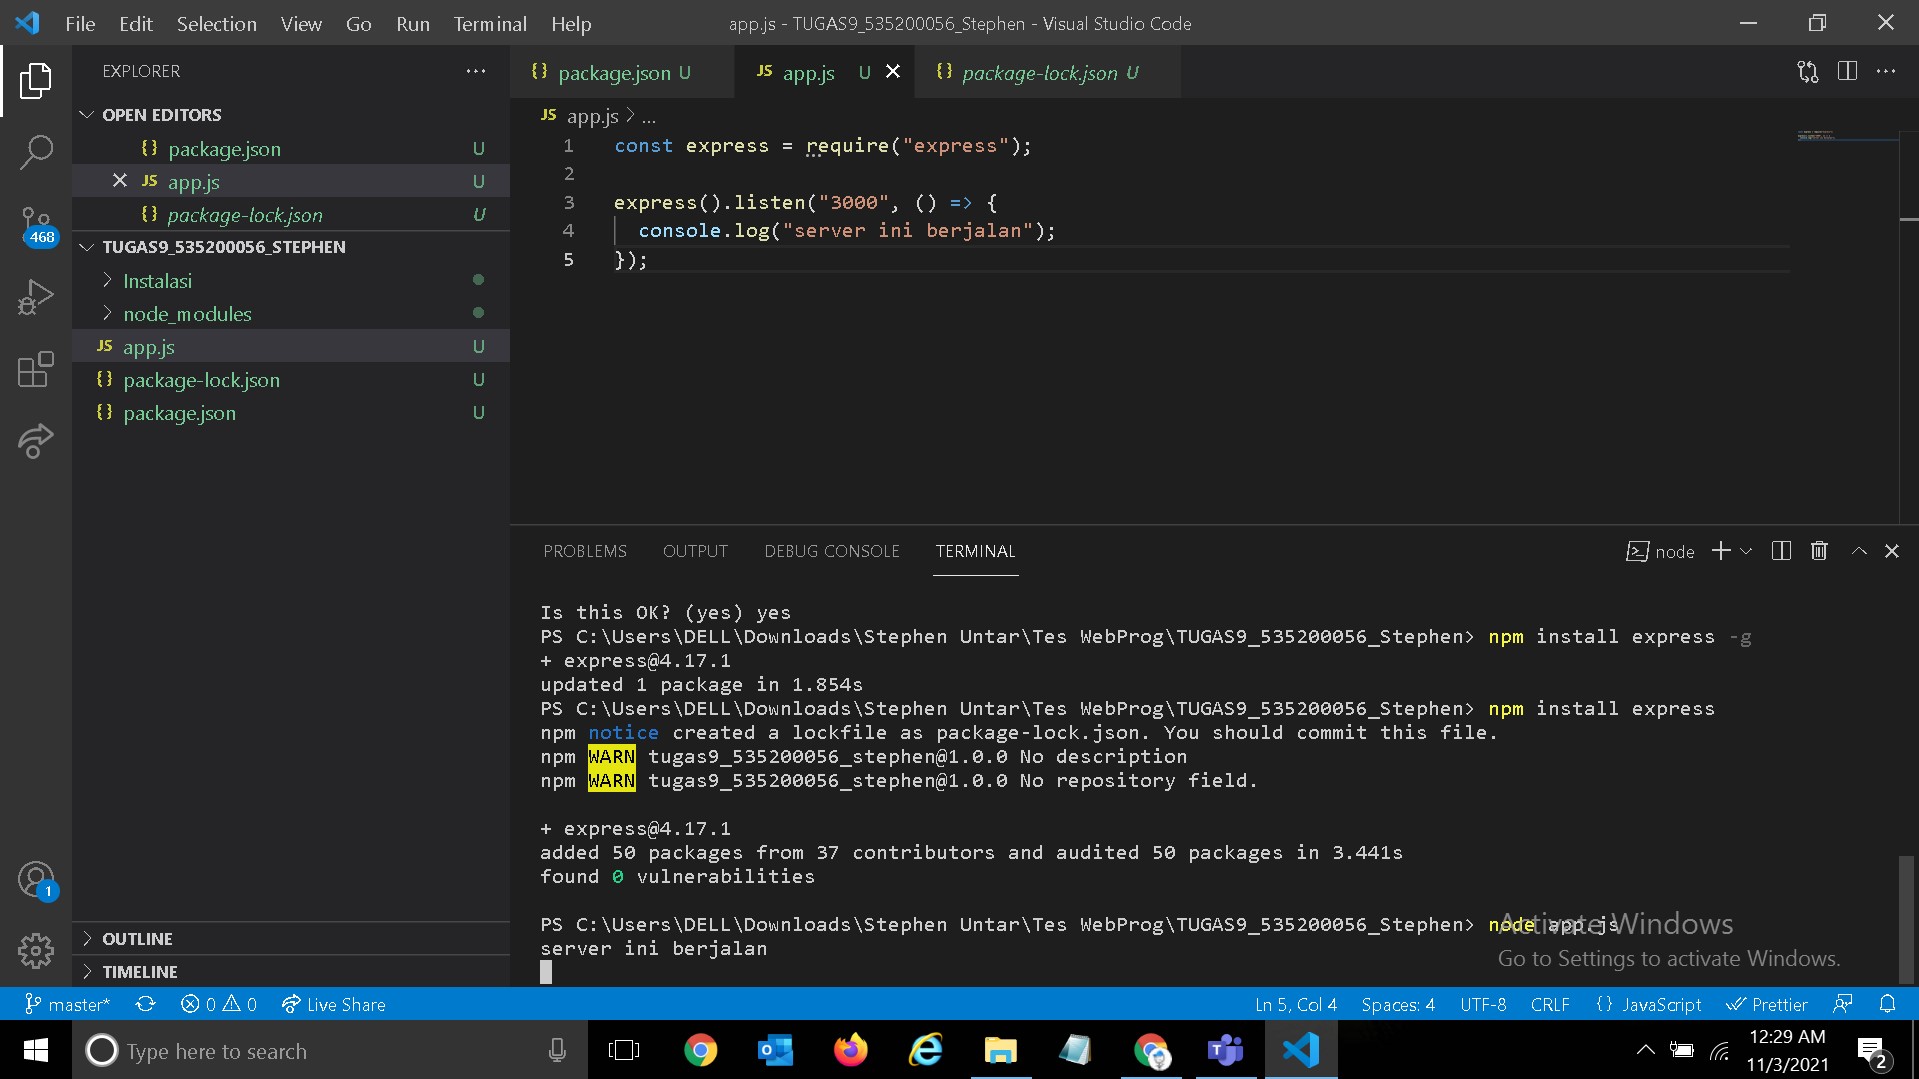 File Edit Selection View Go Run Terminal Help
app.js - TUGAS9_535200056_Stephen - Visual Studio Code
EXPLORER
OPEN EDITORS
{} package.json U
JS app.js U
{} package-lock.json U
468
TUGAS9_535200056_STEPHEN
Instalasi
node_modules
JS app.js U
{} package-lock.json U
{} package.json U
1
OUTLINE
TIMELINE
{} package.json U
JS app.js U
{} package-lock.json U
JS app.js > ...
1 const express = require("express");
2
3 express().listen("3000", () => {
4 console.log("server ini berjalan");
5 });
PROBLEMS OUTPUT DEBUG CONSOLE TERMINAL
node
Is this OK? (yes) yes
PS C:\Users\DELL\Downloads\Stephen Untar\Tes WebProg\TUGAS9_535200056_Stephen> npm install express -g
+ express@4.17.1
updated 1 package in 1.854s
PS C:\Users\DELL\Downloads\Stephen Untar\Tes WebProg\TUGAS9_535200056_Stephen> npm install express
npm notice created a lockfile as package-lock.json. You should commit this file.
npm WARN tugas9_535200056_stephen@1.0.0 No description
npm WARN tugas9_535200056_stephen@1.0.0 No repository field.
+ express@4.17.1
added 50 packages from 37 contributors and audited 50 packages in 3.441s
found 0 vulnerabilities
PS C:\Users\DELL\Downloads\Stephen Untar\Tes WebProg\TUGAS9_535200056_Stephen> node app.js
server ini berjalan
Activate Windows
Go to Settings to activate Windows.
master* 0 0 Live Share
Ln 5, Col 4 Spaces: 4 UTF-8 CRLF {} JavaScript Prettier
Type here to search
12:29 AM
11/3/2021
2